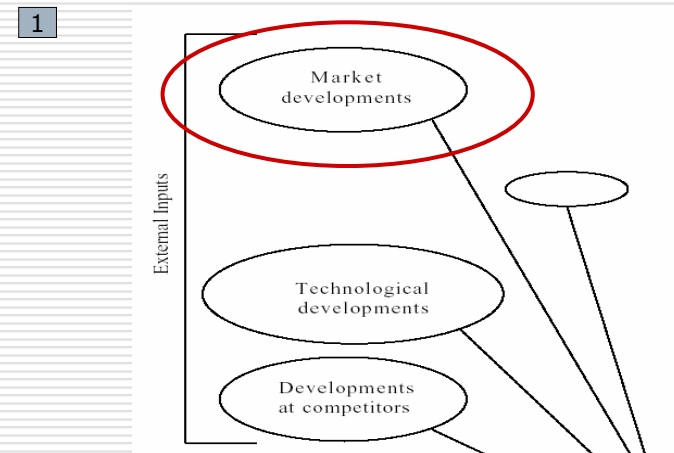 1
Market
developments
External Inputs
Technological
developments
Developments
at competitors